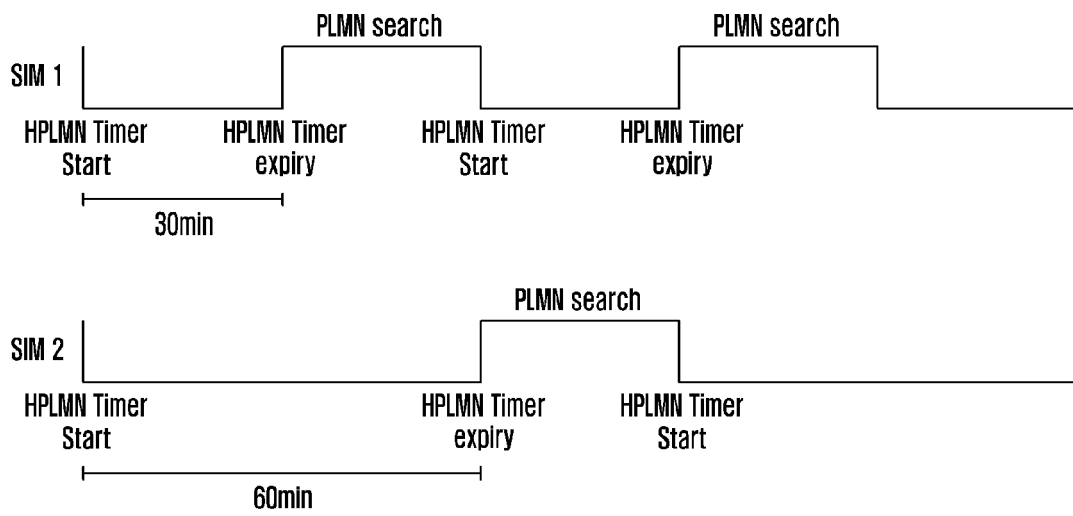 PLMN search PLMN search
SIM 1
HPLMN Timer HPLMN Timer HPLMN Timer HPLMN Timer
Start expiry Start expiry
30min
PLMN search
SIM 2
HPLMN Timer HPLMN Timer HPLMN Timer
Start expiry Start
60min